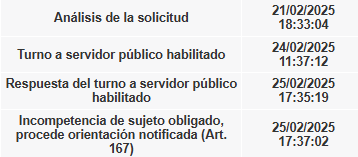 Análisis de la solicitud
21/02/2025
18:33:04
Turno a servidor público habilitado
24/02/2025
11:37:12
Respuesta del turno a servidor público
habilitado
25/02/2025
17:35:19
Incompetencia de sujeto obligado,
procede orientación notificada (Art.
167)
25/02/2025
17:37:02